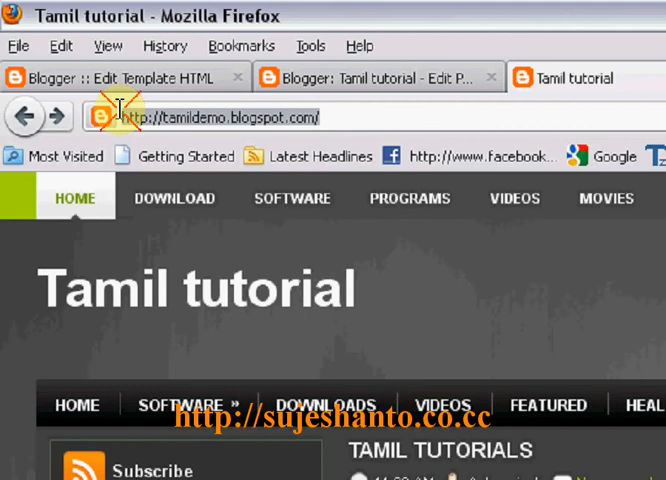 Tamil tutorial - Mozilla Firefox
File Edit View History Bookmarks Tools Help
Blogger :: Edit Template HTML Blogger: Tamil tutorial - Edit P... Tamil tutorial
http://tamildemo.blogspot.com/
Most Visited Getting Started Latest Headlines http://www.facebook... Google
HOME DOWNLOAD SOFTWARE PROGRAMS VIDEOS MOVIES
Tamil tutorial
HOME SOFTWARE » DOWNLOADS VIDEOS FEATURED HEAL
http://sujeshanto.co.cc
TAMIL TUTORIALS
Subscribe